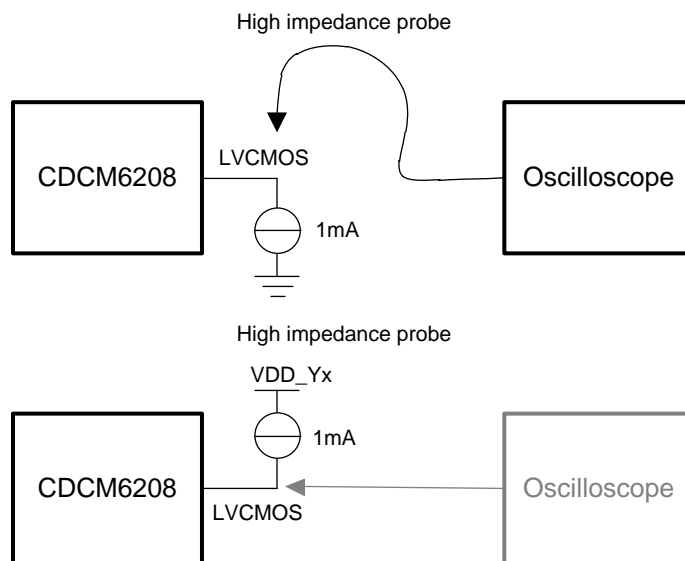 High impedance probe
CDCM6208
LVCMOS
1mA
Oscilloscope
High impedance probe
VDD_Yx
1mA
CDCM6208
LVCMOS
Oscilloscope